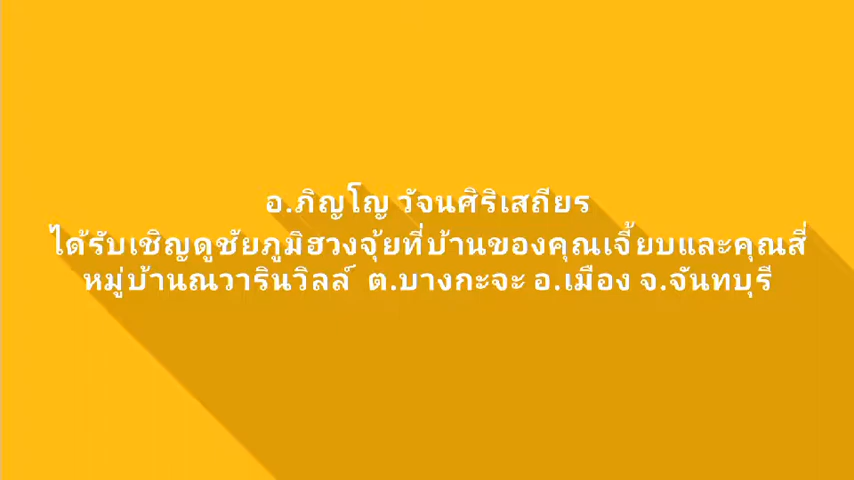 อ.ภิญโญ วัจนศิริเสถียร
ได้รับเชิญดูชัยภูมิฮวงจุ้ยที่บ้านของคุณเจี้ยบและคุณสี่
หมู่บ้านณวารินวิลล์ ต.บางกะจะ อ.เมือง จ.จันทบุรี